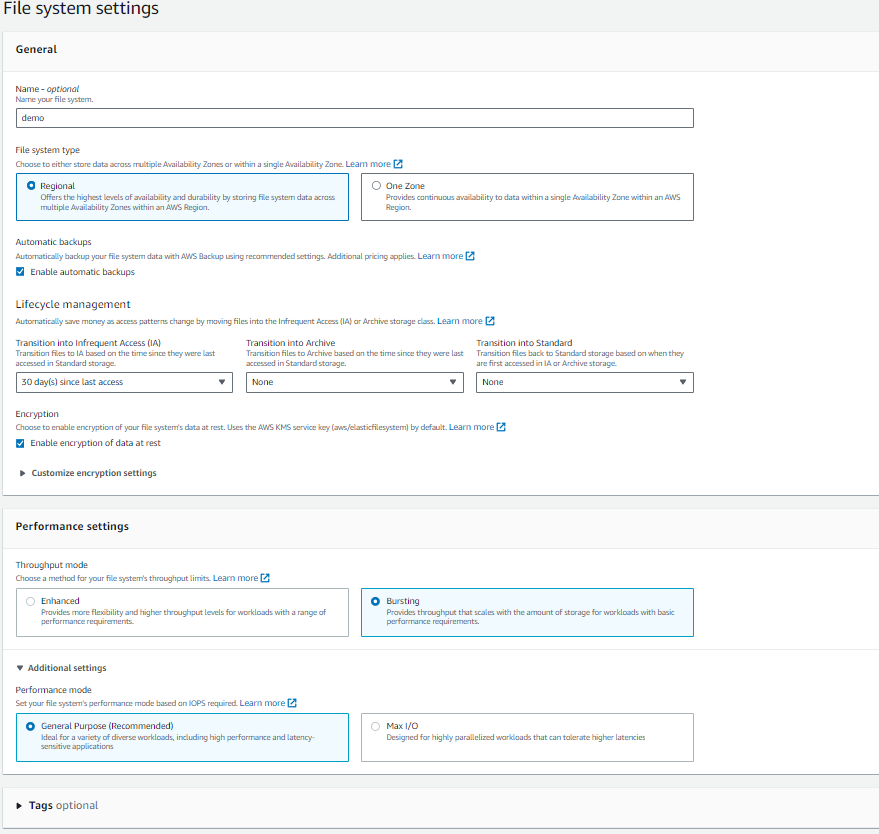 File system settings
General
Name - optional
Name your file system.
demo
File system type
Choose to either store data across multiple Availability Zones or within a single Availability Zone. Learn more
Regional
Offers the highest levels of availability and durability by storing file system data across
multiple Availability Zones within an AWS Region.
One Zone
Provides continuous availability to data within a single Availability Zone within an AWS
Region.
Automatic backups
Automatically backup your file system data with AWS Backup using recommended settings. Additional pricing applies. Learn more
Enable automatic backups
Lifecycle management
Automatically save money as access patterns change by moving files into the Infrequent Access (IA) or Archive storage class. Learn more
Transition into Infrequent Access (IA)
Transition files to IA based on the time since they were last
accessed in Standard storage.
30 day(s) since last access
Transition into Archive
Transition files to Archive based on the time since they were last
accessed in Standard storage.
None
Transition into Standard
Transition files back to Standard storage based on when they
are first accessed in IA or Archive storage.
None
Encryption
Choose to enable encryption of your file system's data at rest. Uses the AWS KMS service key (aws/elasticfilesystem) by default. Learn more
Enable encryption of data at rest
Customize encryption settings
Performance settings
Throughput mode
Choose a method for your file system's throughput limits. Learn more
Enhanced
Provides more flexibility and higher throughput levels for workloads with a range of
performance requirements.
Bursting
Provides throughput that scales with the amount of storage for workloads with basic
performance requirements.
Additional settings
Performance mode
Set your file system's performance mode based on IOPS required. Learn more
General Purpose (Recommended)
Ideal for a variety of diverse workloads, including high performance and latency-
sensitive applications
Max I/O
Designed for highly parallelized workloads that can tolerate higher latencies
Tags optional